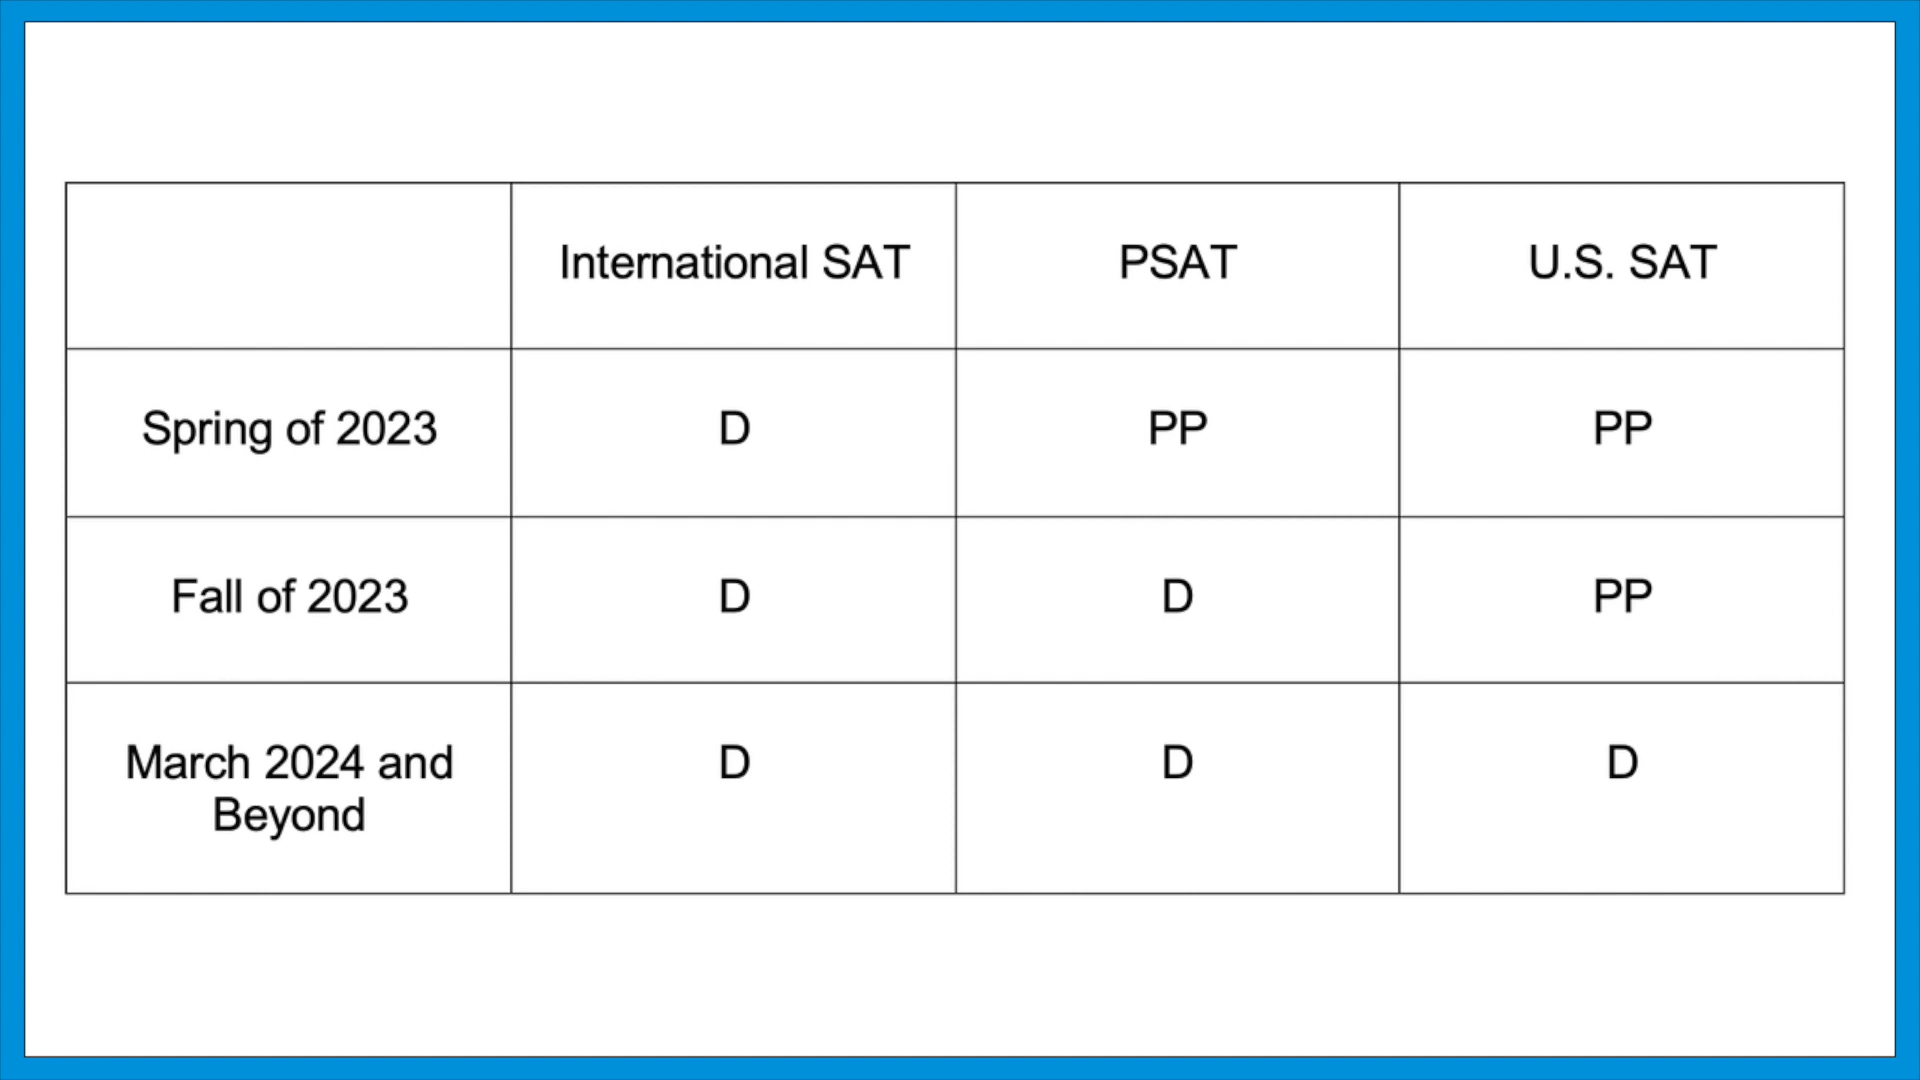 International SAT PSAT U.S. SAT
Spring of 2023 D PP PP
Fall of 2023 D D PP
March 2024 and D D D
Beyond